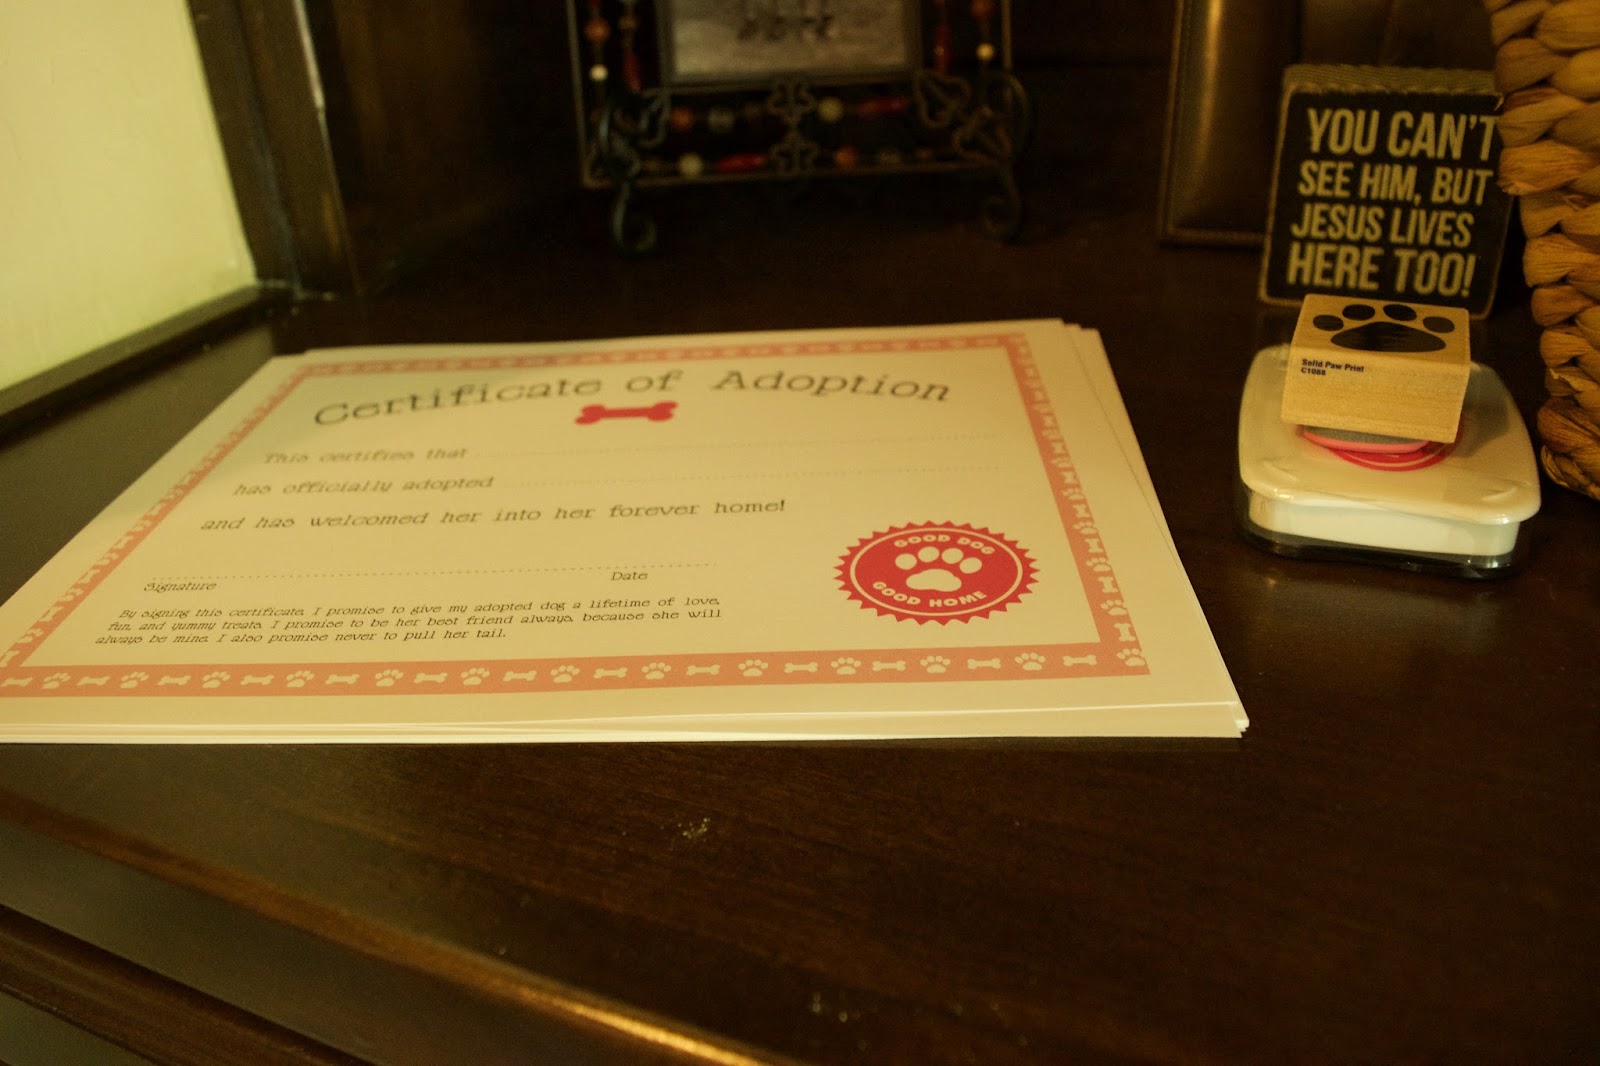 Certificate of Adoption
This certifies that
has officially adopted
and has welcomed her into her forever home!
Signature
Date
By signing this certificate, I promise to give my adopted dog a lifetime of love,
fun, and yummy treats. I promise to be her best friend always, because she will
always be mine. I also promise never to pull her tail.
GOOD DOG
GOOD HOME
YOU CAN'T
SEE HIM, BUT
JESUS LIVES
HERE TOO!
Solid Paw Print
C1088